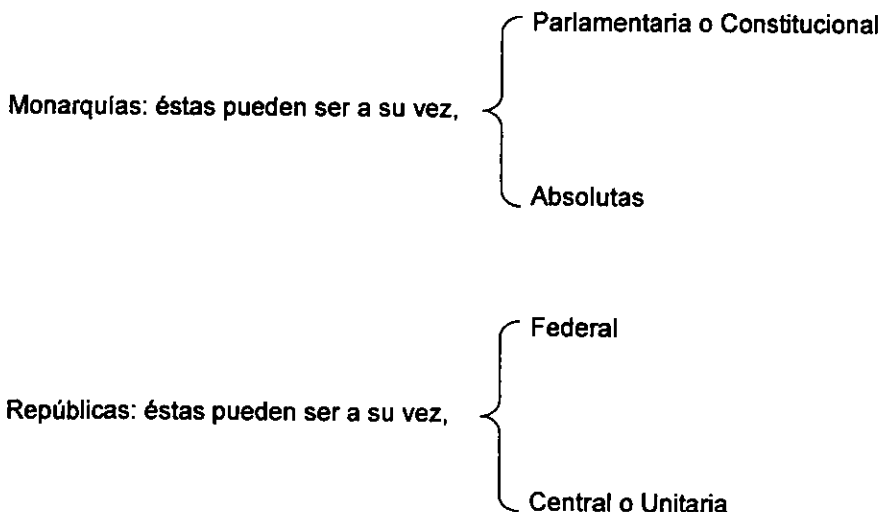 Parlamentaria o Constitucional
Monarquías: éstas pueden ser a su vez,
Absolutas
Federal
Repúblicas: éstas pueden ser a su vez,
Central o Unitaria